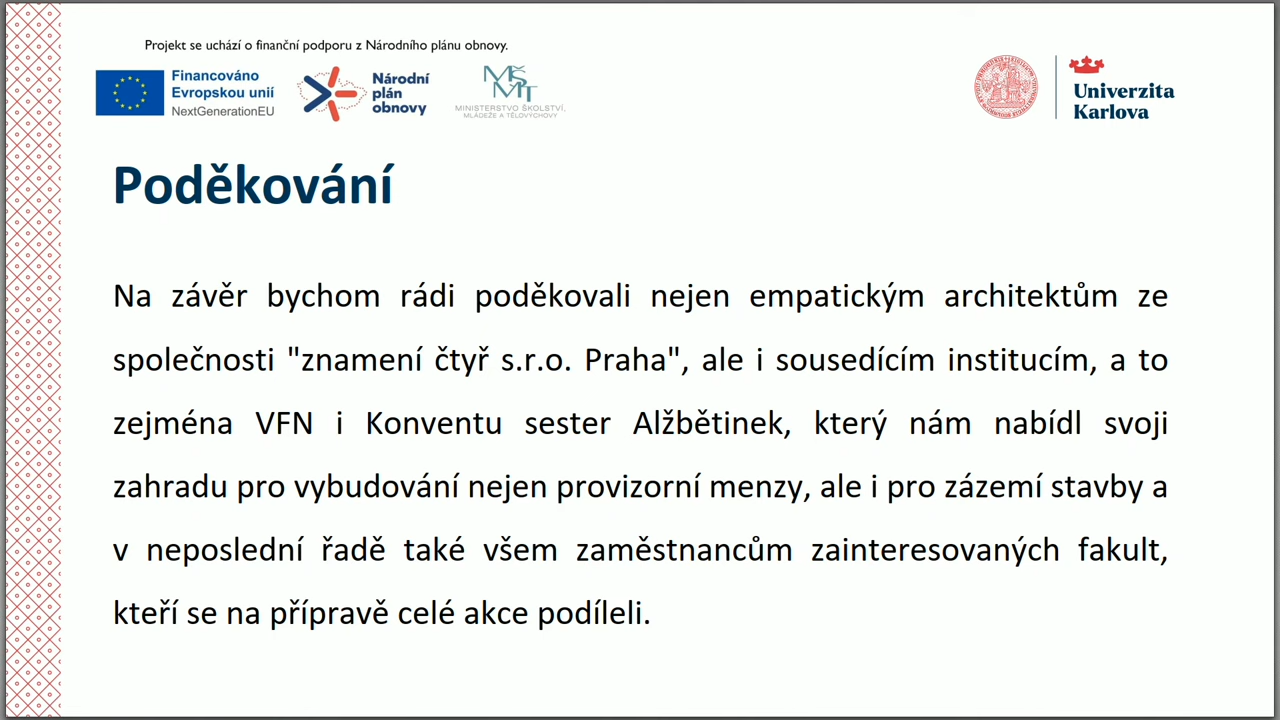 Projekt se uchází o finanční podporu z Národního plánu obnovy.
Financováno
Evropskou unií
NextGenerationEU
Národní
plán
obnovy
MŠMT
MINISTERSTVO ŠKOLSTVÍ,
MLÁDEŽE A TĚLOVÝCHOVY
Univerzita
Karlova
Poděkování
Na závěr bychom rádi poděkovali nejen empatickým architektům ze
společnosti "znamení čtyř s.r.o. Praha", ale i sousedícím institucím, a to
zejména VFN i Konventu sester Alžbětinek, který nám nabídl svoji
zahradu pro vybudování nejen provizorní menzy, ale i pro zázemí stavby a
v neposlední řadě také všem zaměstnancům zainteresovaných fakult,
kteří se na přípravě celé akce podíleli.